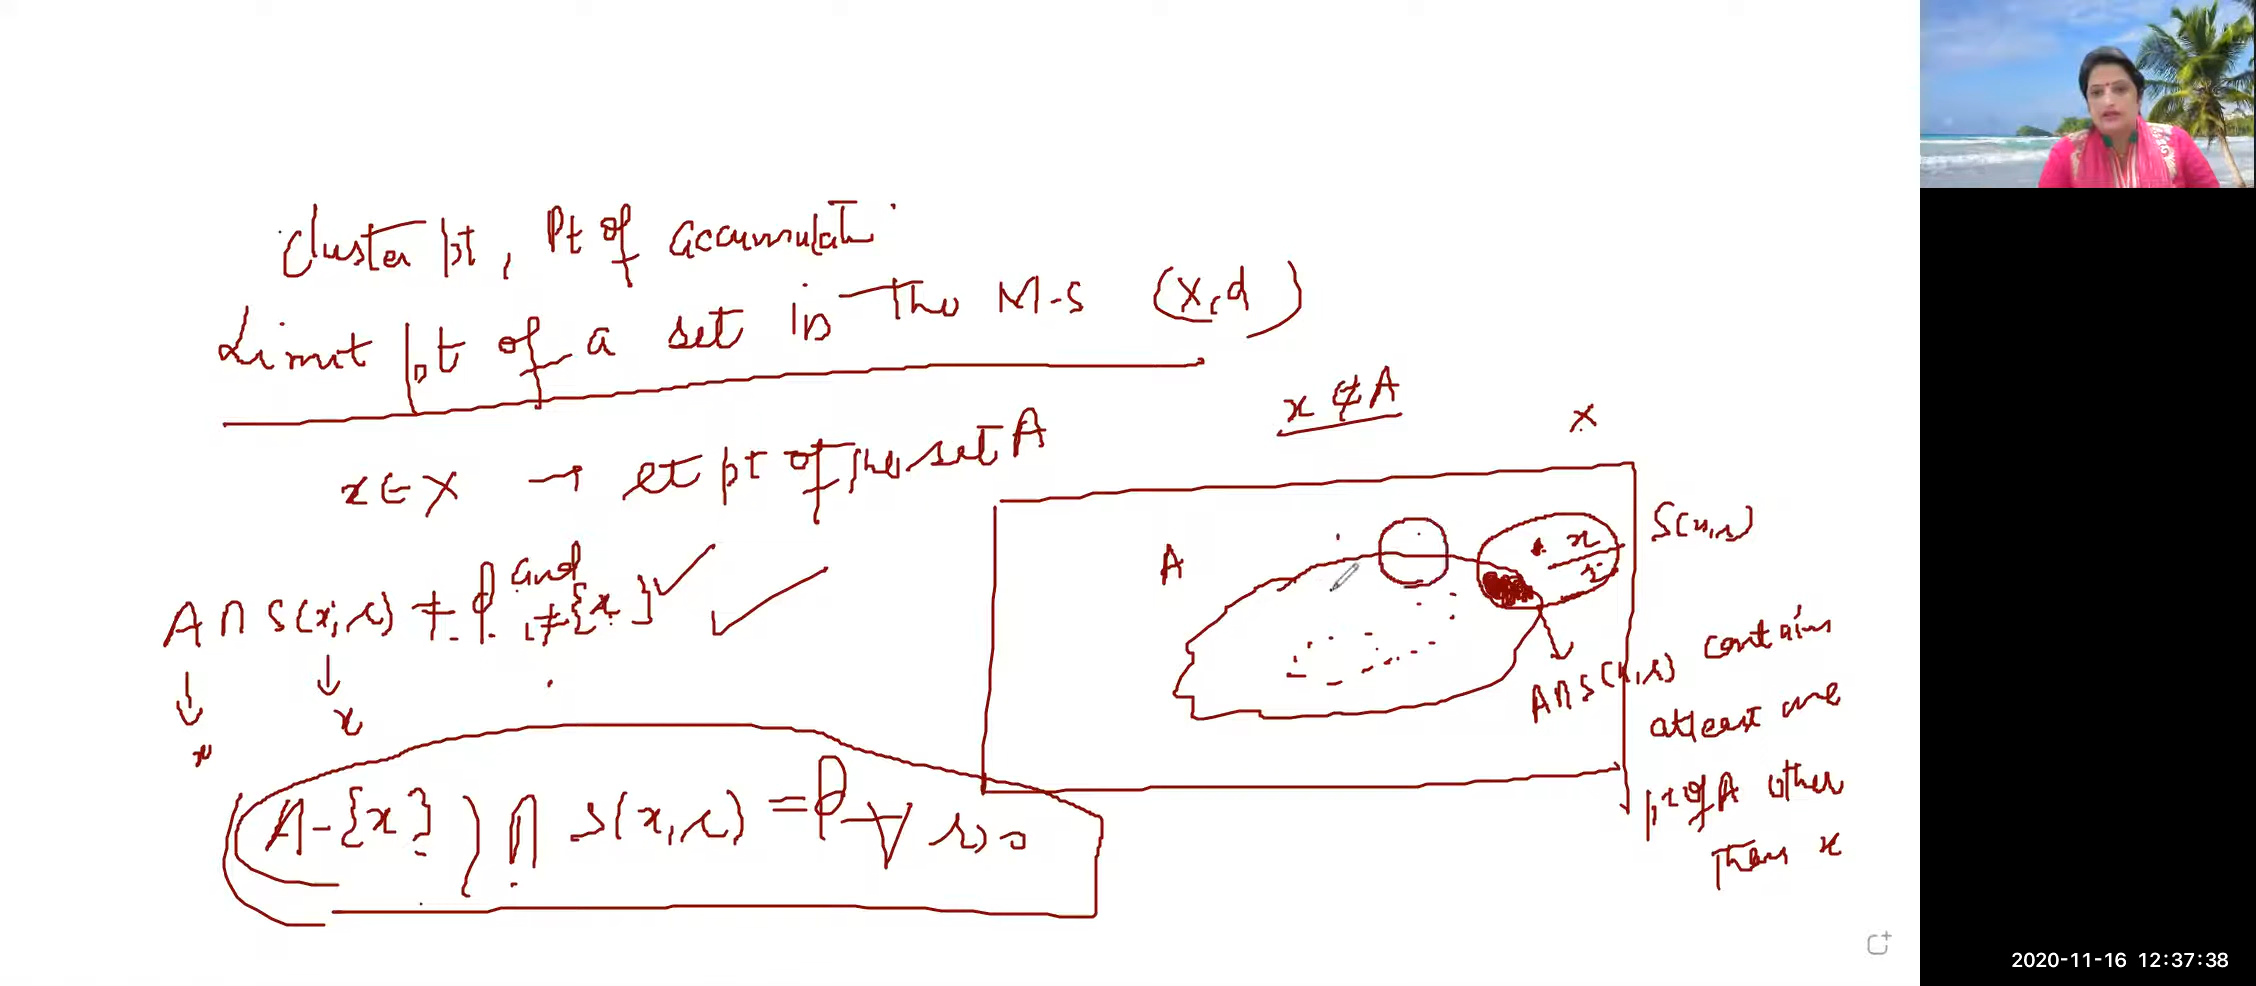 Cluster pt, Pt of accumulati
Limit pt of a set in the M-S (X, d)
x ∉ A
X
x ∈ X → lt pt of the set A
A
S(x,r)
x
r
and
A ∩ S(x, r) ≠ φ, ≠ {x}
x
x
A ∩ S(x, r) contains
atleast one
pt of A other
than x
(A - {x}) ∩ S(x, r) = φ ∀ r > 0
2020-11-16 12:37:38